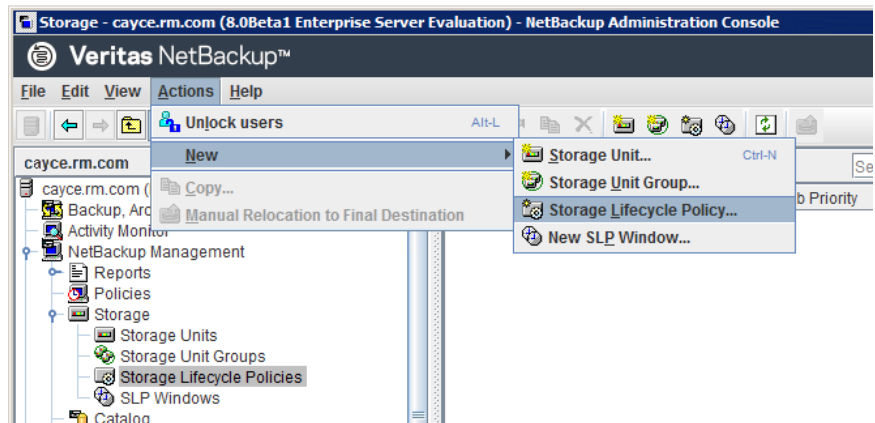 Storage - cayce.rm.com (8.0Beta1 Enterprise Server Evaluation) - NetBackup Administration Console
Veritas NetBackup™
File Edit View Actions Help
Unlock users Alt-L
New
Copy...
Manual Relocation to Final Destination
Storage Unit... Ctrl-N
Storage Unit Group...
Storage Lifecycle Policy...
New SLP Window...
Se
b Priority
cayce.rm.com
cayce.rm.com (
Backup, Arc
Activity Monitor
NetBackup Management
Reports
Policies
Storage
Storage Units
Storage Unit Groups
Storage Lifecycle Policies
SLP Windows
Catalog